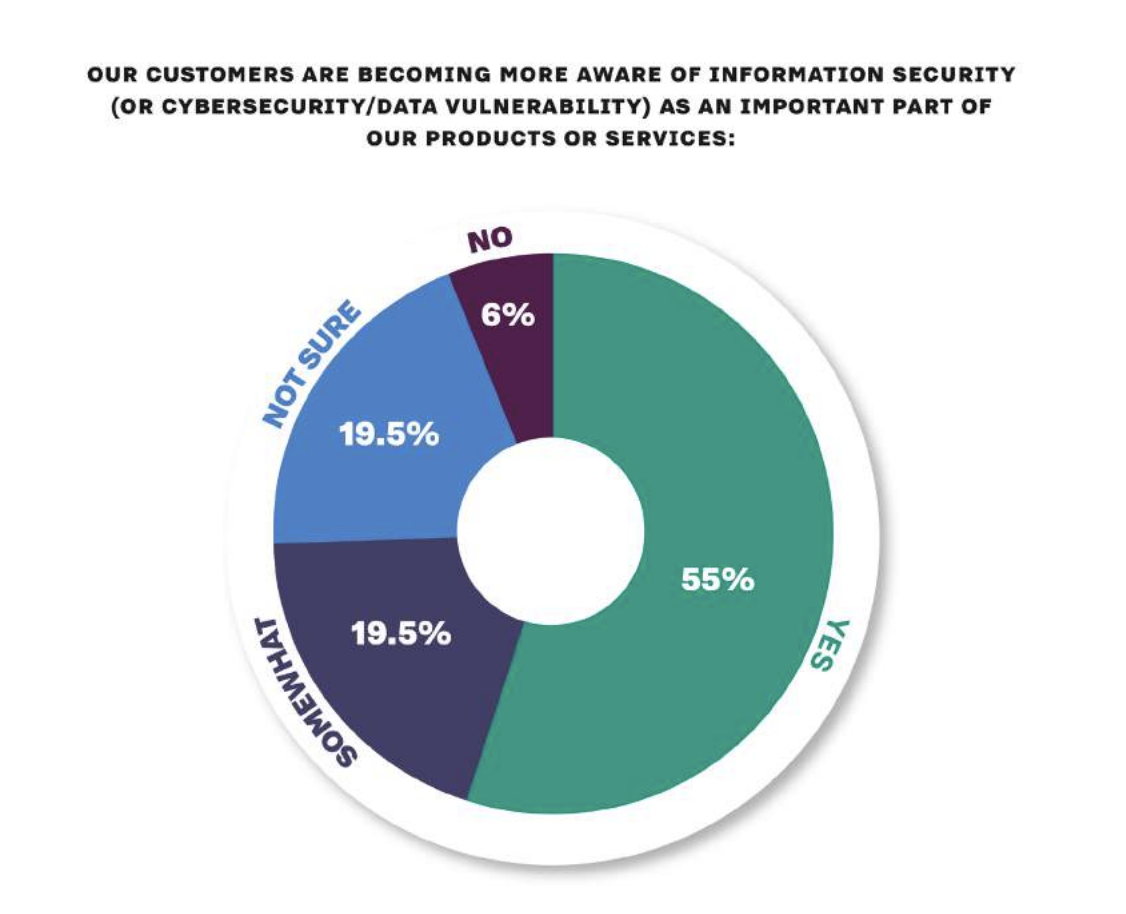 OUR CUSTOMERS ARE BECOMING MORE AWARE OF INFORMATION SECURITY
(OR CYBERSECURITY/DATA VULNERABILITY) AS AN IMPORTANT PART OF
OUR PRODUCTS OR SERVICES:
NO
6%
NOT SURE
19.5%
55%
YES
19.5%
SOMEWHAT